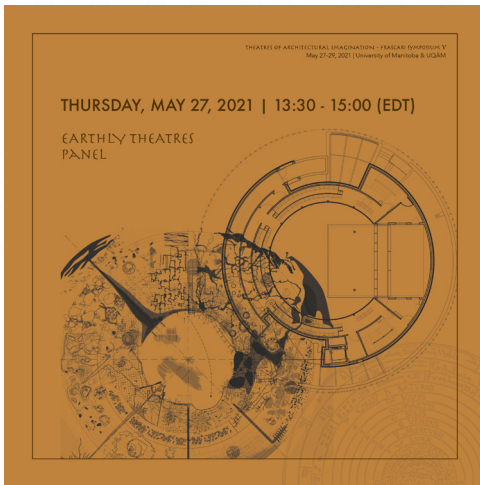 THEATRES OF ARCHITECTURAL IMAGINATION - FRASCARI SYMPOSIUM V
May 27-29, 2021 | University of Manitoba & UQÀM
THURSDAY, MAY 27, 2021 | 13:30 - 15:00 (EDT)
EARTHLY THEATRES
PANEL